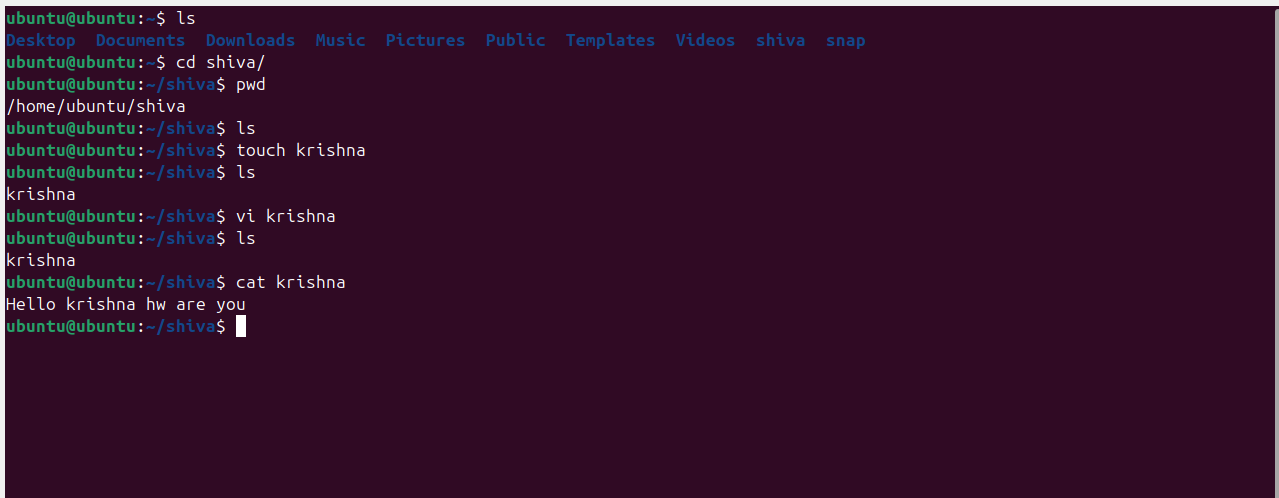 ubuntu@ubuntu:~$ ls
Desktop  Documents  Downloads  Music  Pictures  Public  Templates  Videos  shiva  snap
ubuntu@ubuntu:~$ cd shiva/
ubuntu@ubuntu:~/shiva$ pwd
/home/ubuntu/shiva
ubuntu@ubuntu:~/shiva$ ls
ubuntu@ubuntu:~/shiva$ touch krishna
ubuntu@ubuntu:~/shiva$ ls
krishna
ubuntu@ubuntu:~/shiva$ vi krishna
ubuntu@ubuntu:~/shiva$ ls
krishna
ubuntu@ubuntu:~/shiva$ cat krishna
Hello krishna hw are you
ubuntu@ubuntu:~/shiva$